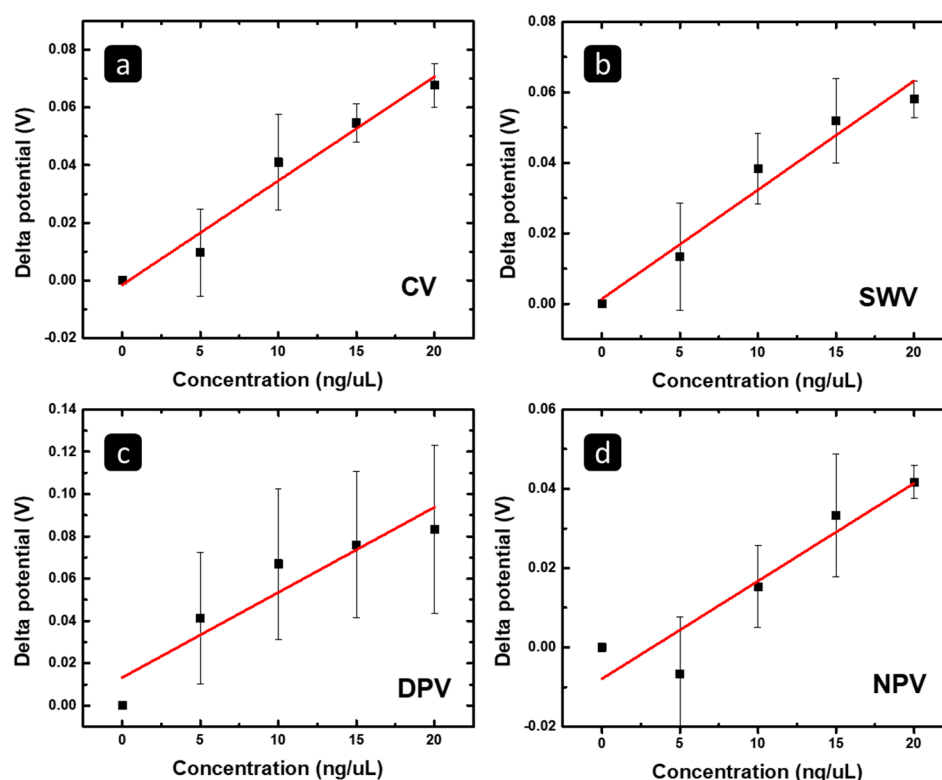 a
0.08
0.06
0.04
0.02
0.00
-0.02
Delta potential (V)
CV
0 5 10 15 20
Concentration (ng/uL)
b
0.08
0.06
0.04
0.02
0.00
Delta potential (V)
SWV
0 5 10 15 20
Concentration (ng/uL)
c
0.14
0.12
0.10
0.08
0.06
0.04
0.02
0.00
Delta potential (V)
DPV
0 5 10 15 20
Concentration (ng/uL)
d
0.06
0.04
0.02
0.00
-0.02
Delta potential (V)
NPV
0 5 10 15 20
Concentration (ng/uL)